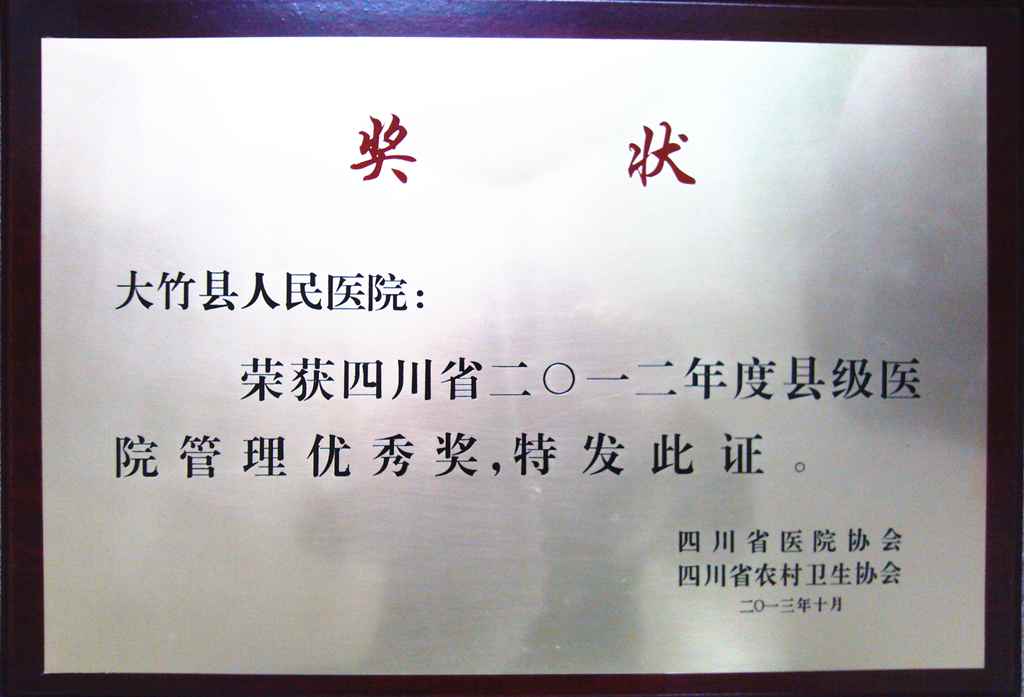 奖状
大竹县人民医院：
荣获四川省二〇一二年度县级医
院管理优秀奖，特发此证。
四川省医院协会
四川省农村卫生协会
二〇一三年十月